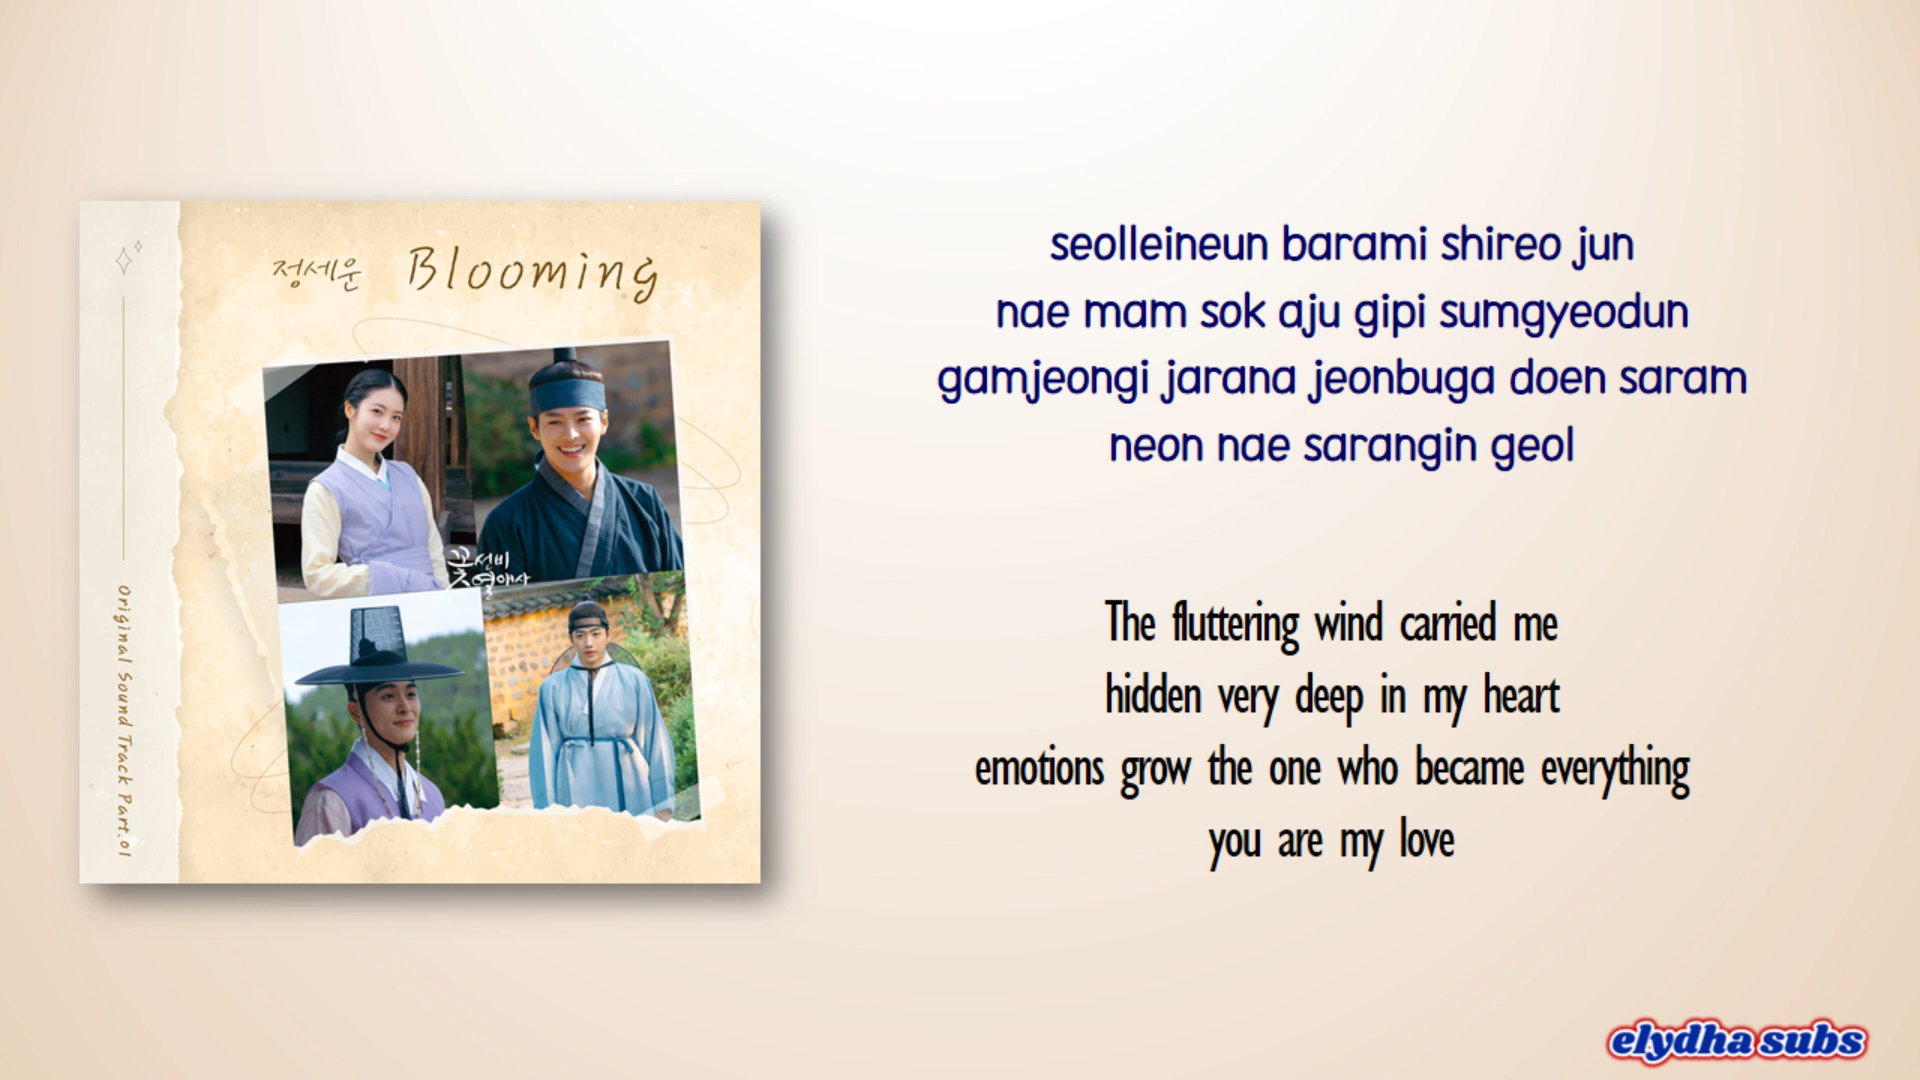 정세운 Blooming
꽃선비
열애사
Original Sound Track Part.01
seolleineun barami shireo jun
nae mam sok aju gipi sumgyeodun
gamjeongi jarana jeonbuga doen saram
neon nae sarangin geol
The fluttering wind carried me
hidden very deep in my heart
emotions grow the one who became everything
you are my love
elydha subs